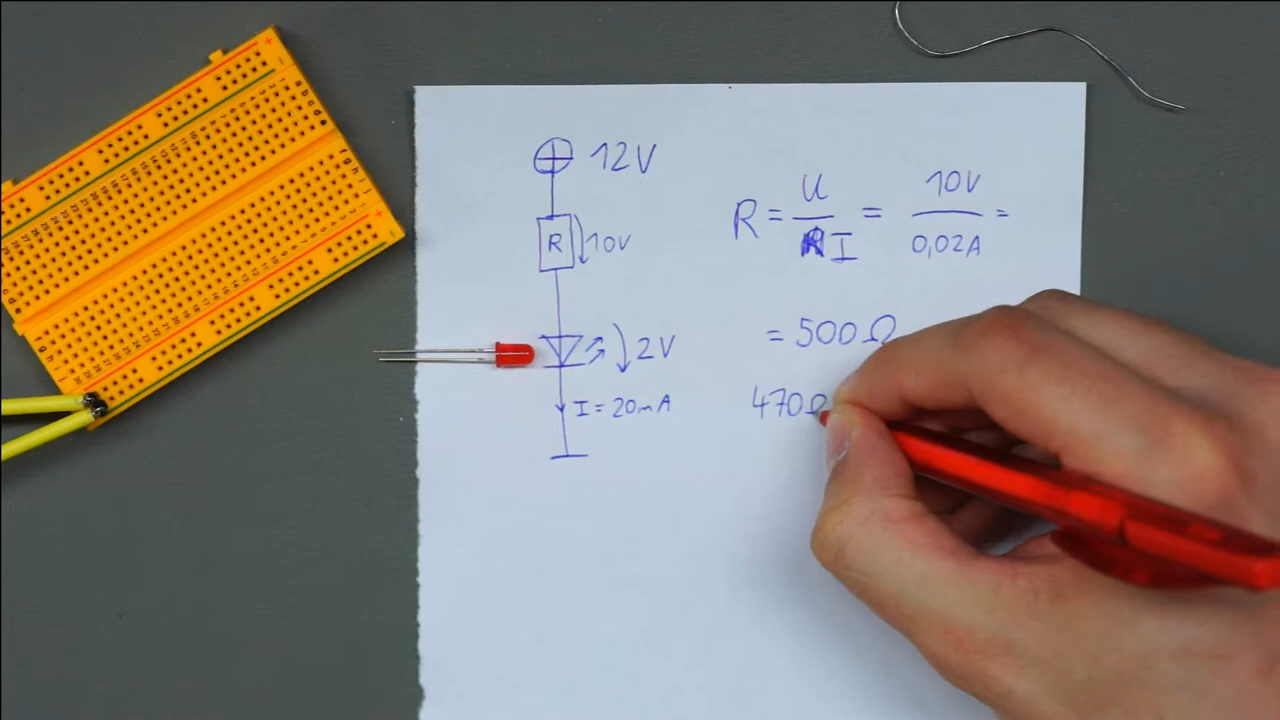 12V
R 10V
2V
I = 20mA
R = U / I = 10V / 0,02A =
= 500Ω
470Ω